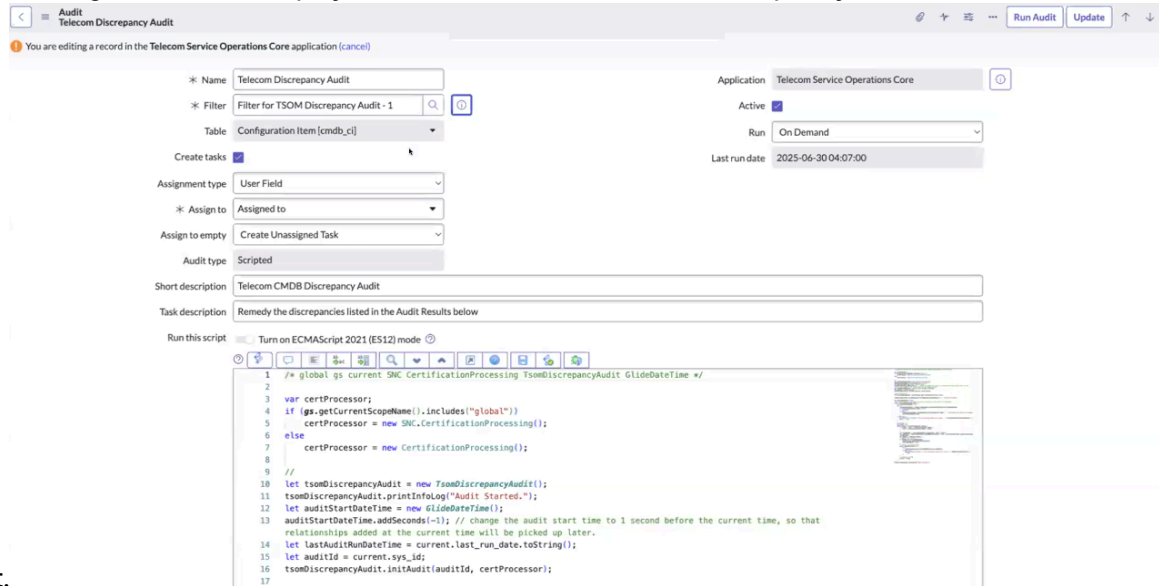 Audit
Telecom Discrepancy Audit
Run Audit
Update
You are editing a record in the Telecom Service Operations Core application (cancel)
Name Telecom Discrepancy Audit
Filter Filter for TSOM Discrepancy Audit - 1
Table Configuration Item [cmdb_ci]
Create tasks
Assignment type User Field
Assign to Assigned to
Assign to empty Create Unassigned Task
Audit type Scripted
Application Telecom Service Operations Core
Active
Run On Demand
Last run date 2025-06-30 04:07:00
Short description Telecom CMDB Discrepancy Audit
Task description Remedy the discrepancies listed in the Audit Results below
Run this script Turn on ECMAScript 2021 (ES12) mode
1 /* global gs current SNC CertificationProcessing TsomDiscrepancyAudit GlideDateTime */
2
3 var certProcessor;
4 if (gs.getCurrentScopeName().includes("global"))
5 certProcessor = new SNC.CertificationProcessing();
6 else
7 certProcessor = new CertificationProcessing();
8
9 //
10 let tsomDiscrepancyAudit = new TsomDiscrepancyAudit();
11 tsomDiscrepancyAudit.printInfoLog("Audit Started.");
12 let auditStartDateTime = new GlideDateTime();
13 auditStartDateTime.addSeconds(-1); // change the audit start time to 1 second before the current time, so that
relationships added at the current time will be picked up later.
14 let lastAuditRunDateTime = current.last_run_date.toString();
15 let auditId = current.sys_id;
16 tsomDiscrepancyAudit.initAudit(auditId, certProcessor);
17